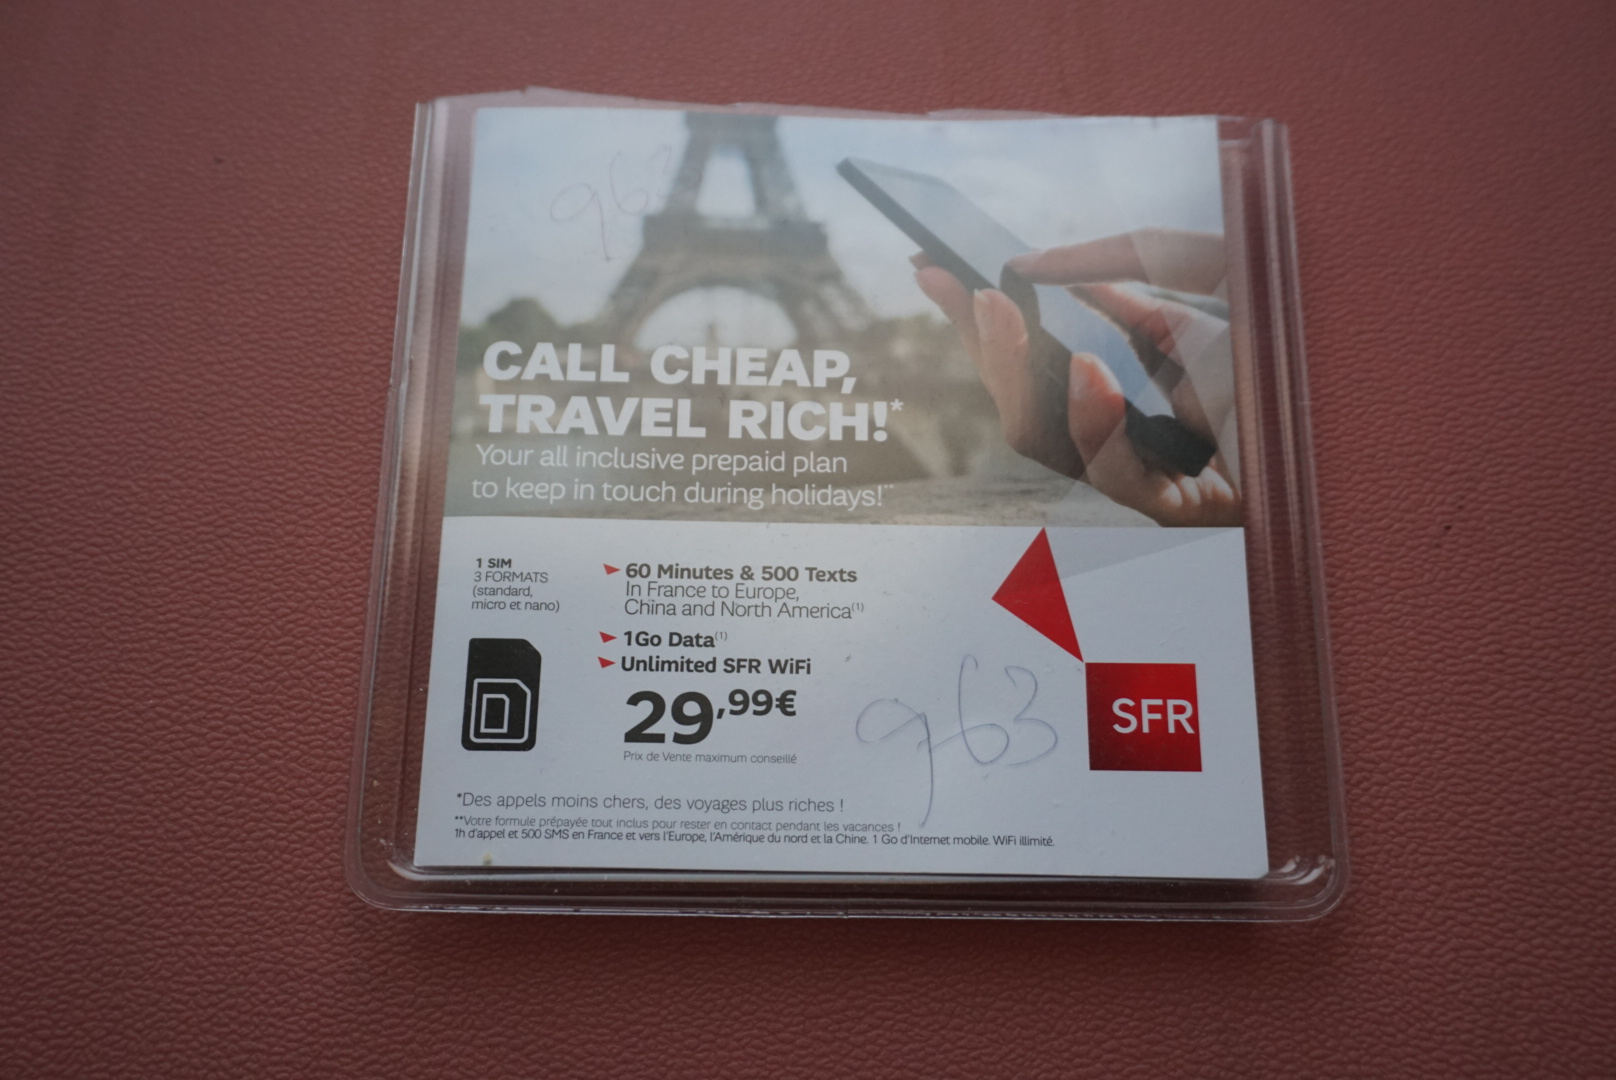 963
CALL CHEAP,
TRAVEL RICH!*
Your all inclusive prepaid plan
to keep in touch during holidays!**
1 SIM
3 FORMATS
(standard,
micro et nano)
60 Minutes & 500 Texts
In France to Europe,
China and North America(1)
1Go Data(1)
Unlimited SFR WiFi
29,99€
Prix de Vente maximum conseillé
963
SFR
*Des appels moins chers, des voyages plus riches !
**Votre formule prépayée tout inclus pour rester en contact pendant les vacances !
1h d'appel et 500 SMS en France et vers l'Europe, l'Amérique du nord et la Chine. 1 Go d'Internet mobile. WiFi illimité.